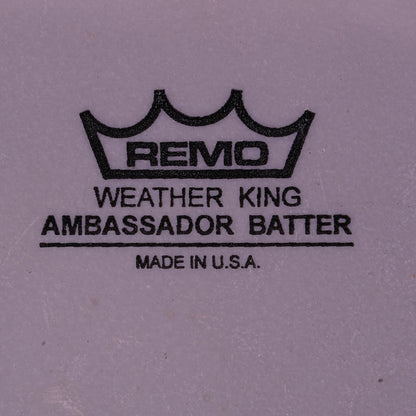 REMO
WEATHER KING
AMBASSADOR BATTER
MADE IN U.S.A.